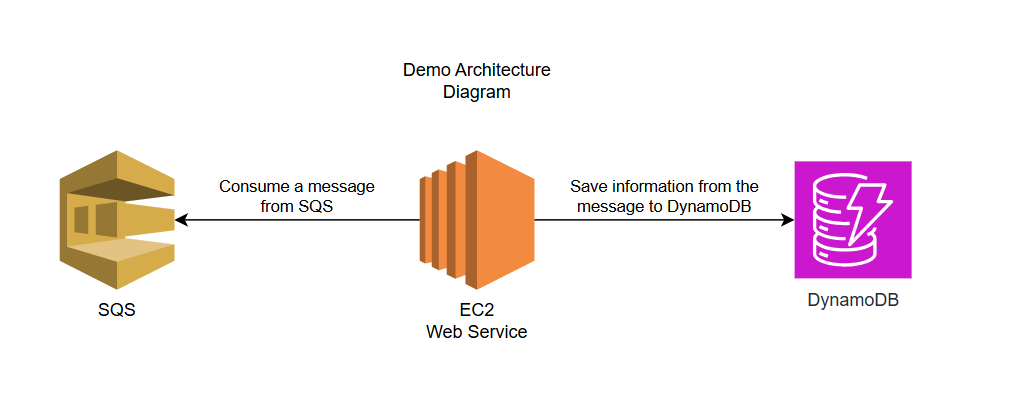 Demo Architecture
Diagram
Consume a message
from SQS
Save information from the
message to DynamoDB
SQS
EC2
Web Service
DynamoDB